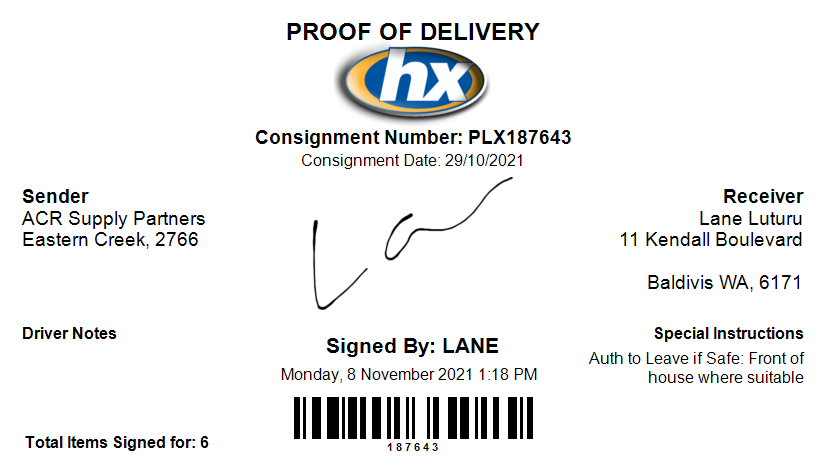 PROOF OF DELIVERY
hx
Consignment Number: PLX187643
Consignment Date: 29/10/2021
Sender
ACR Supply Partners
Eastern Creek, 2766
Receiver
Lane Luturu
11 Kendall Boulevard
Baldivis WA, 6171
La
Driver Notes
Signed By: LANE
Monday, 8 November 2021 1:18 PM
Special Instructions
Auth to Leave if Safe: Front of
house where suitable
Total Items Signed for: 6
187643